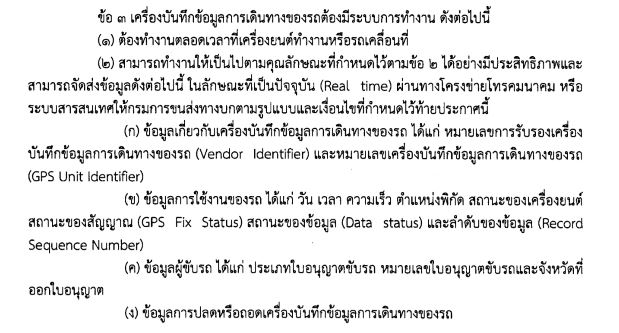 ข้อ ๓ เครื่องบันทึกข้อมูลการเดินทางของรถต้องมีระบบการทำงาน ดังต่อไปนี้
(๑) ต้องทำงานตลอดเวลาที่เครื่องยนต์ทำงานหรือรถเคลื่อนที่
(๒) สามารถทำงานให้เป็นไปตามคุณลักษณะที่กำหนดไว้ตามข้อ ๒ ได้อย่างมีประสิทธิภาพและ
สามารถจัดส่งข้อมูลดังต่อไปนี้ ในลักษณะที่เป็นปัจจุบัน (Real time) ผ่านทางโครงข่ายโทรคมนาคม หรือ
ระบบสารสนเทศให้กรมการขนส่งทางบกตามรูปแบบและเงื่อนไขที่กำหนดไว้ท้ายประกาศนี้
(ก) ข้อมูลเกี่ยวกับเครื่องบันทึกข้อมูลการเดินทางของรถ ได้แก่ หมายเลขการรับรองเครื่อง
บันทึกข้อมูลการเดินทางของรถ (Vendor Identifier) และหมายเลขเครื่องบันทึกข้อมูลการเดินทางของรถ
(GPS Unit Identifier)
(ข) ข้อมูลการใช้งานของรถ ได้แก่ วัน เวลา ความเร็ว ตำแหน่งพิกัด สถานะของเครื่องยนต์
สถานะของสัญญาณ (GPS Fix Status) สถานะของข้อมูล (Data status) และลำดับของข้อมูล (Record
Sequence Number)
(ค) ข้อมูลผู้ขับรถ ได้แก่ ประเภทใบอนุญาตขับรถ หมายเลขใบอนุญาตขับรถและจังหวัดที่
ออกใบอนุญาต
(ง) ข้อมูลการปลดหรือถอดเครื่องบันทึกข้อมูลการเดินทางของรถ